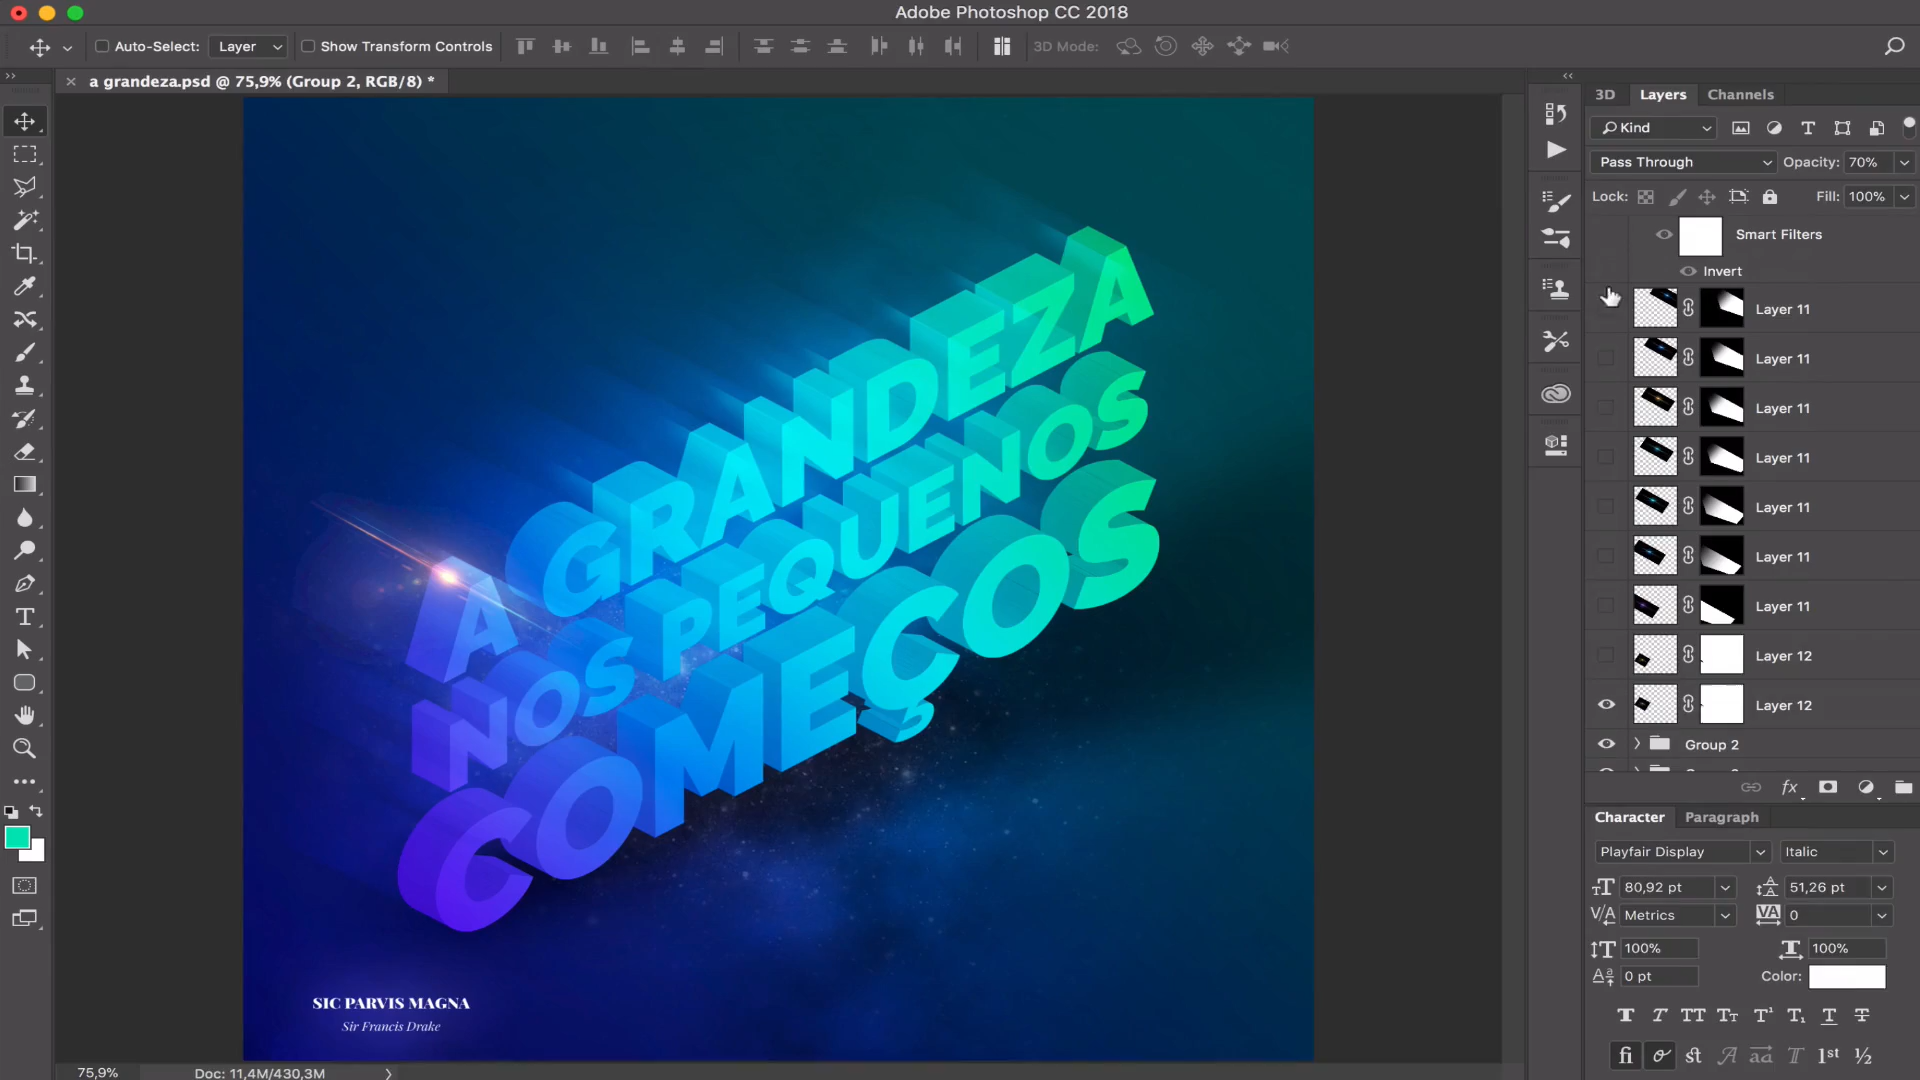 Adobe Photoshop CC 2018
Auto-Select: Layer Show Transform Controls 3D Mode:
a grandeza.psd @ 75,9% (Group 2, RGB/8) *
3D Layers Channels
Kind
Pass Through Opacity: 70%
Lock: Fill: 100%
Smart Filters
Invert
Layer 11
Layer 11
Layer 11
Layer 11
Layer 11
Layer 11
Layer 11
Layer 12
Layer 12
Group 2
A GRANDEZA
NOS PEQUENOS
COMEÇOS
SIC PARVIS MAGNA
Sir Francis Drake
Character Paragraph
Playfair Display Italic
80,92 pt 51,26 pt
Metrics 0
100% 100%
0 pt Color:
75,9% Doc: 11,4M/430,3M